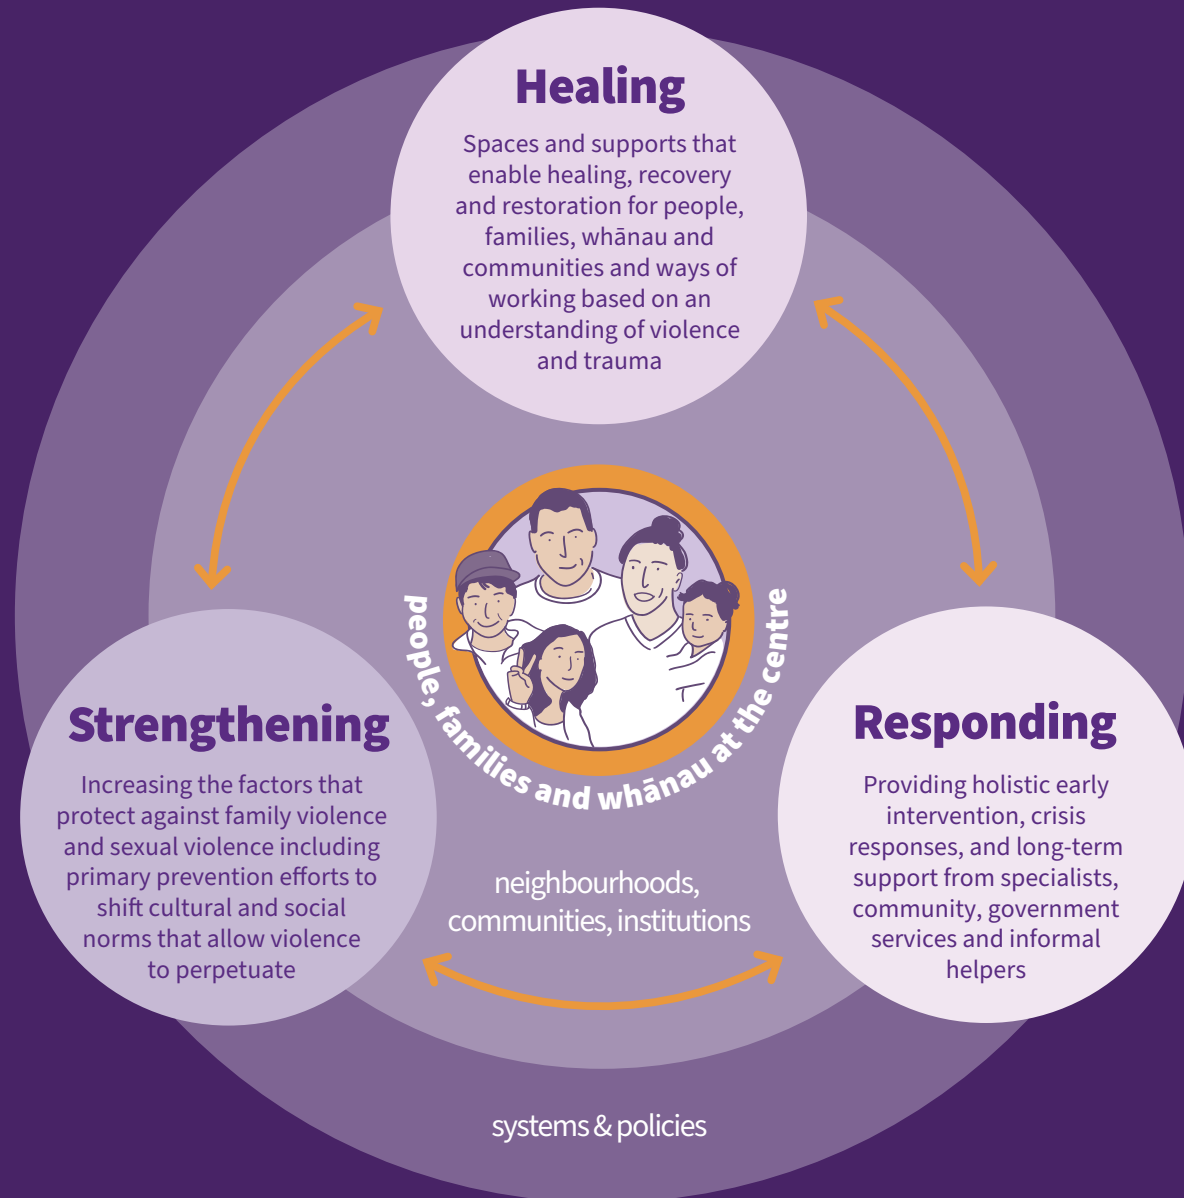 Healing
Spaces and supports that
enable healing, recovery
and restoration for people,
families, whānau and
communities and ways of
working based on an
understanding of violence
and trauma
people, families and whānau at the centre
Strengthening
Increasing the factors that
protect against family violence
and sexual violence including
primary prevention efforts to
shift cultural and social
norms that allow violence
to perpetuate
Responding
Providing holistic early
intervention, crisis
responses, and long-term
support from specialists,
community, government
services and informal
helpers
neighbourhoods,
communities, institutions
systems & policies